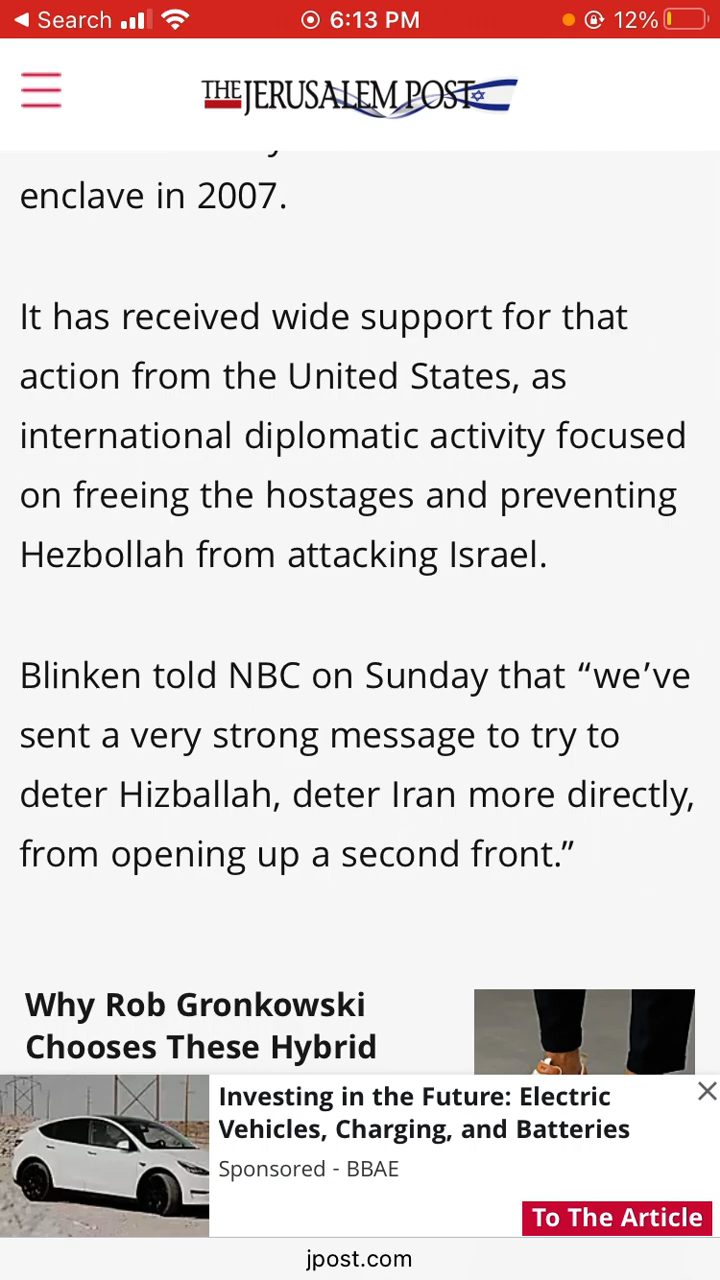 Search
6:13 PM
12%
THE JERUSALEM POST
enclave in 2007.
It has received wide support for that
action from the United States, as
international diplomatic activity focused
on freeing the hostages and preventing
Hezbollah from attacking Israel.
Blinken told NBC on Sunday that “we’ve
sent a very strong message to try to
deter Hizballah, deter Iran more directly,
from opening up a second front.”
Why Rob Gronkowski
Chooses These Hybrid
Investing in the Future: Electric
Vehicles, Charging, and Batteries
Sponsored - BBAE
To The Article
jpost.com